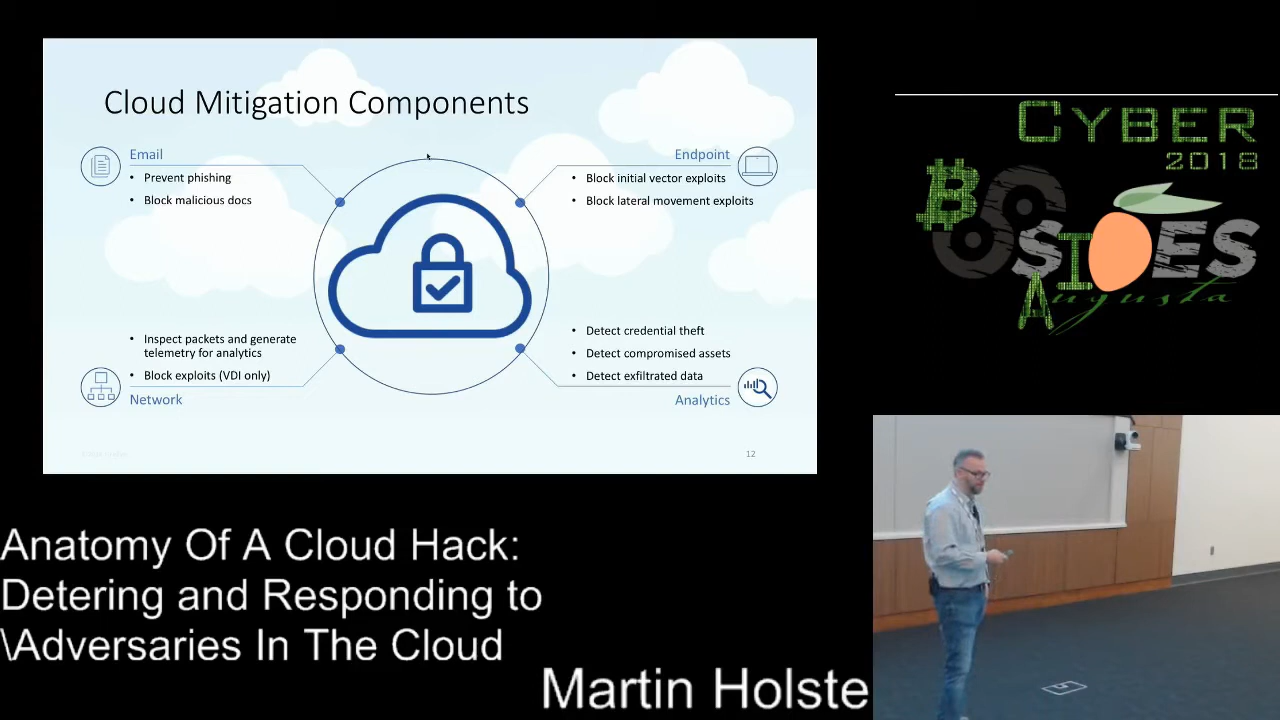 Cloud Mitigation Components
Email
• Prevent phishing
• Block malicious docs
Endpoint
• Block initial vector exploits
• Block lateral movement exploits
• Inspect packets and generate
telemetry for analytics
• Block exploits (VDI only)
Network
• Detect credential theft
• Detect compromised assets
• Detect exfiltrated data
Analytics
12
CYBER
2018
BSIDES
Augusta
Anatomy Of A Cloud Hack:
Detering and Responding to
\Adversaries In The Cloud
Martin Holste